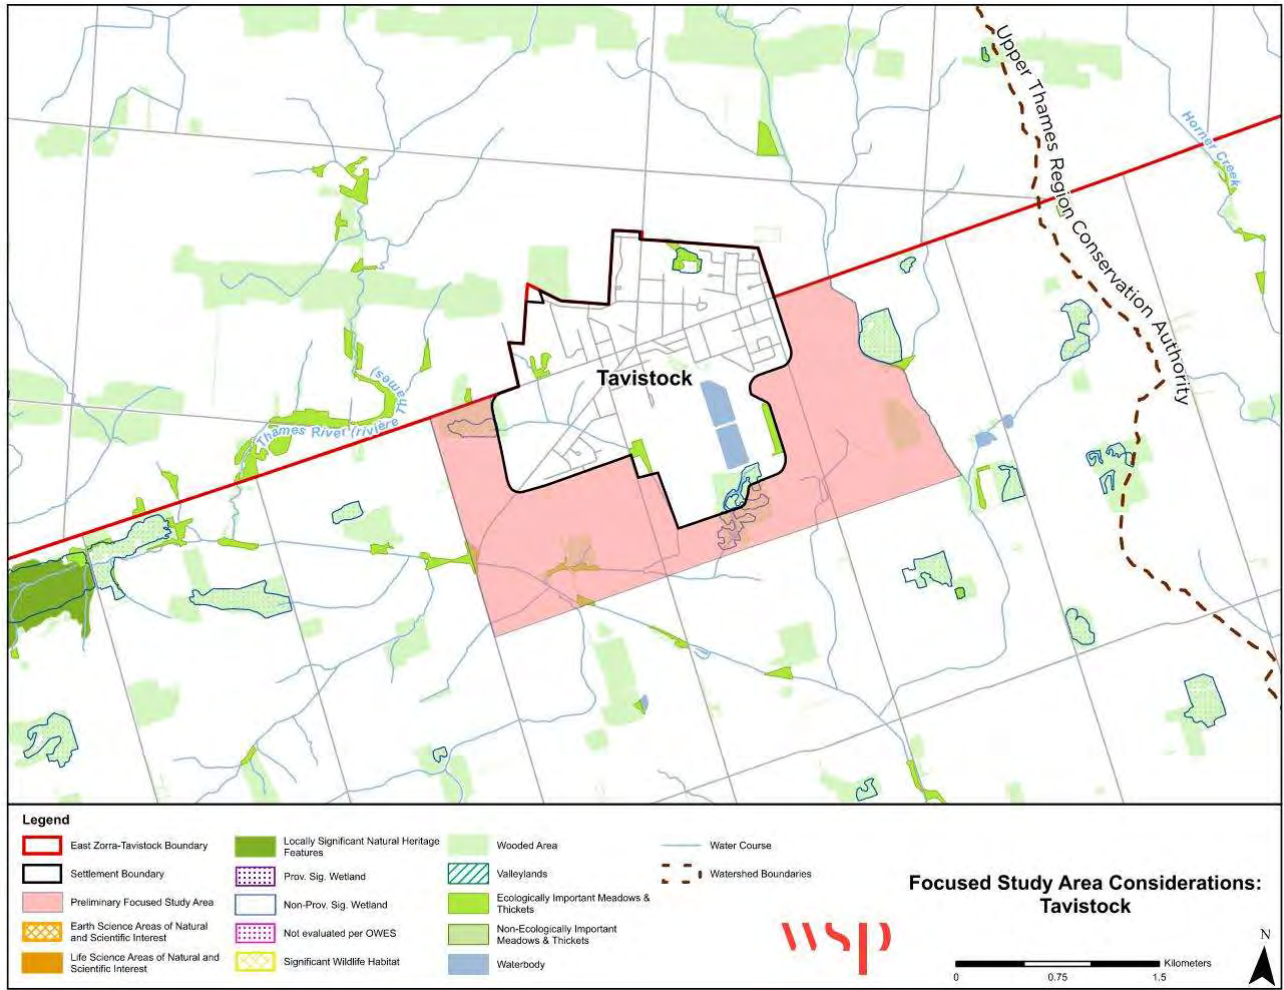 Upper Thames Region Conservation Authority
Horner Creek
Tavistock
Thames River (rivière Thames)
Legend
East Zorra-Tavistock Boundary
Settlement Boundary
Preliminary Focused Study Area
Earth Science Areas of Natural
and Scientific Interest
Life Science Areas of Natural and
Scientific Interest
Locally Significant Natural Heritage
Features
Prov. Sig. Wetland
Non-Prov. Sig. Wetland
Not evaluated per OWES
Significant Wildlife Habitat
Wooded Area
Valleylands
Ecologically Important Meadows &
Thickets
Non-Ecologically Important
Meadows & Thickets
Waterbody
Water Course
Watershed Boundaries
Focused Study Area Considerations:
Tavistock
wsp
N
Kilometers
0 0.75 1.5